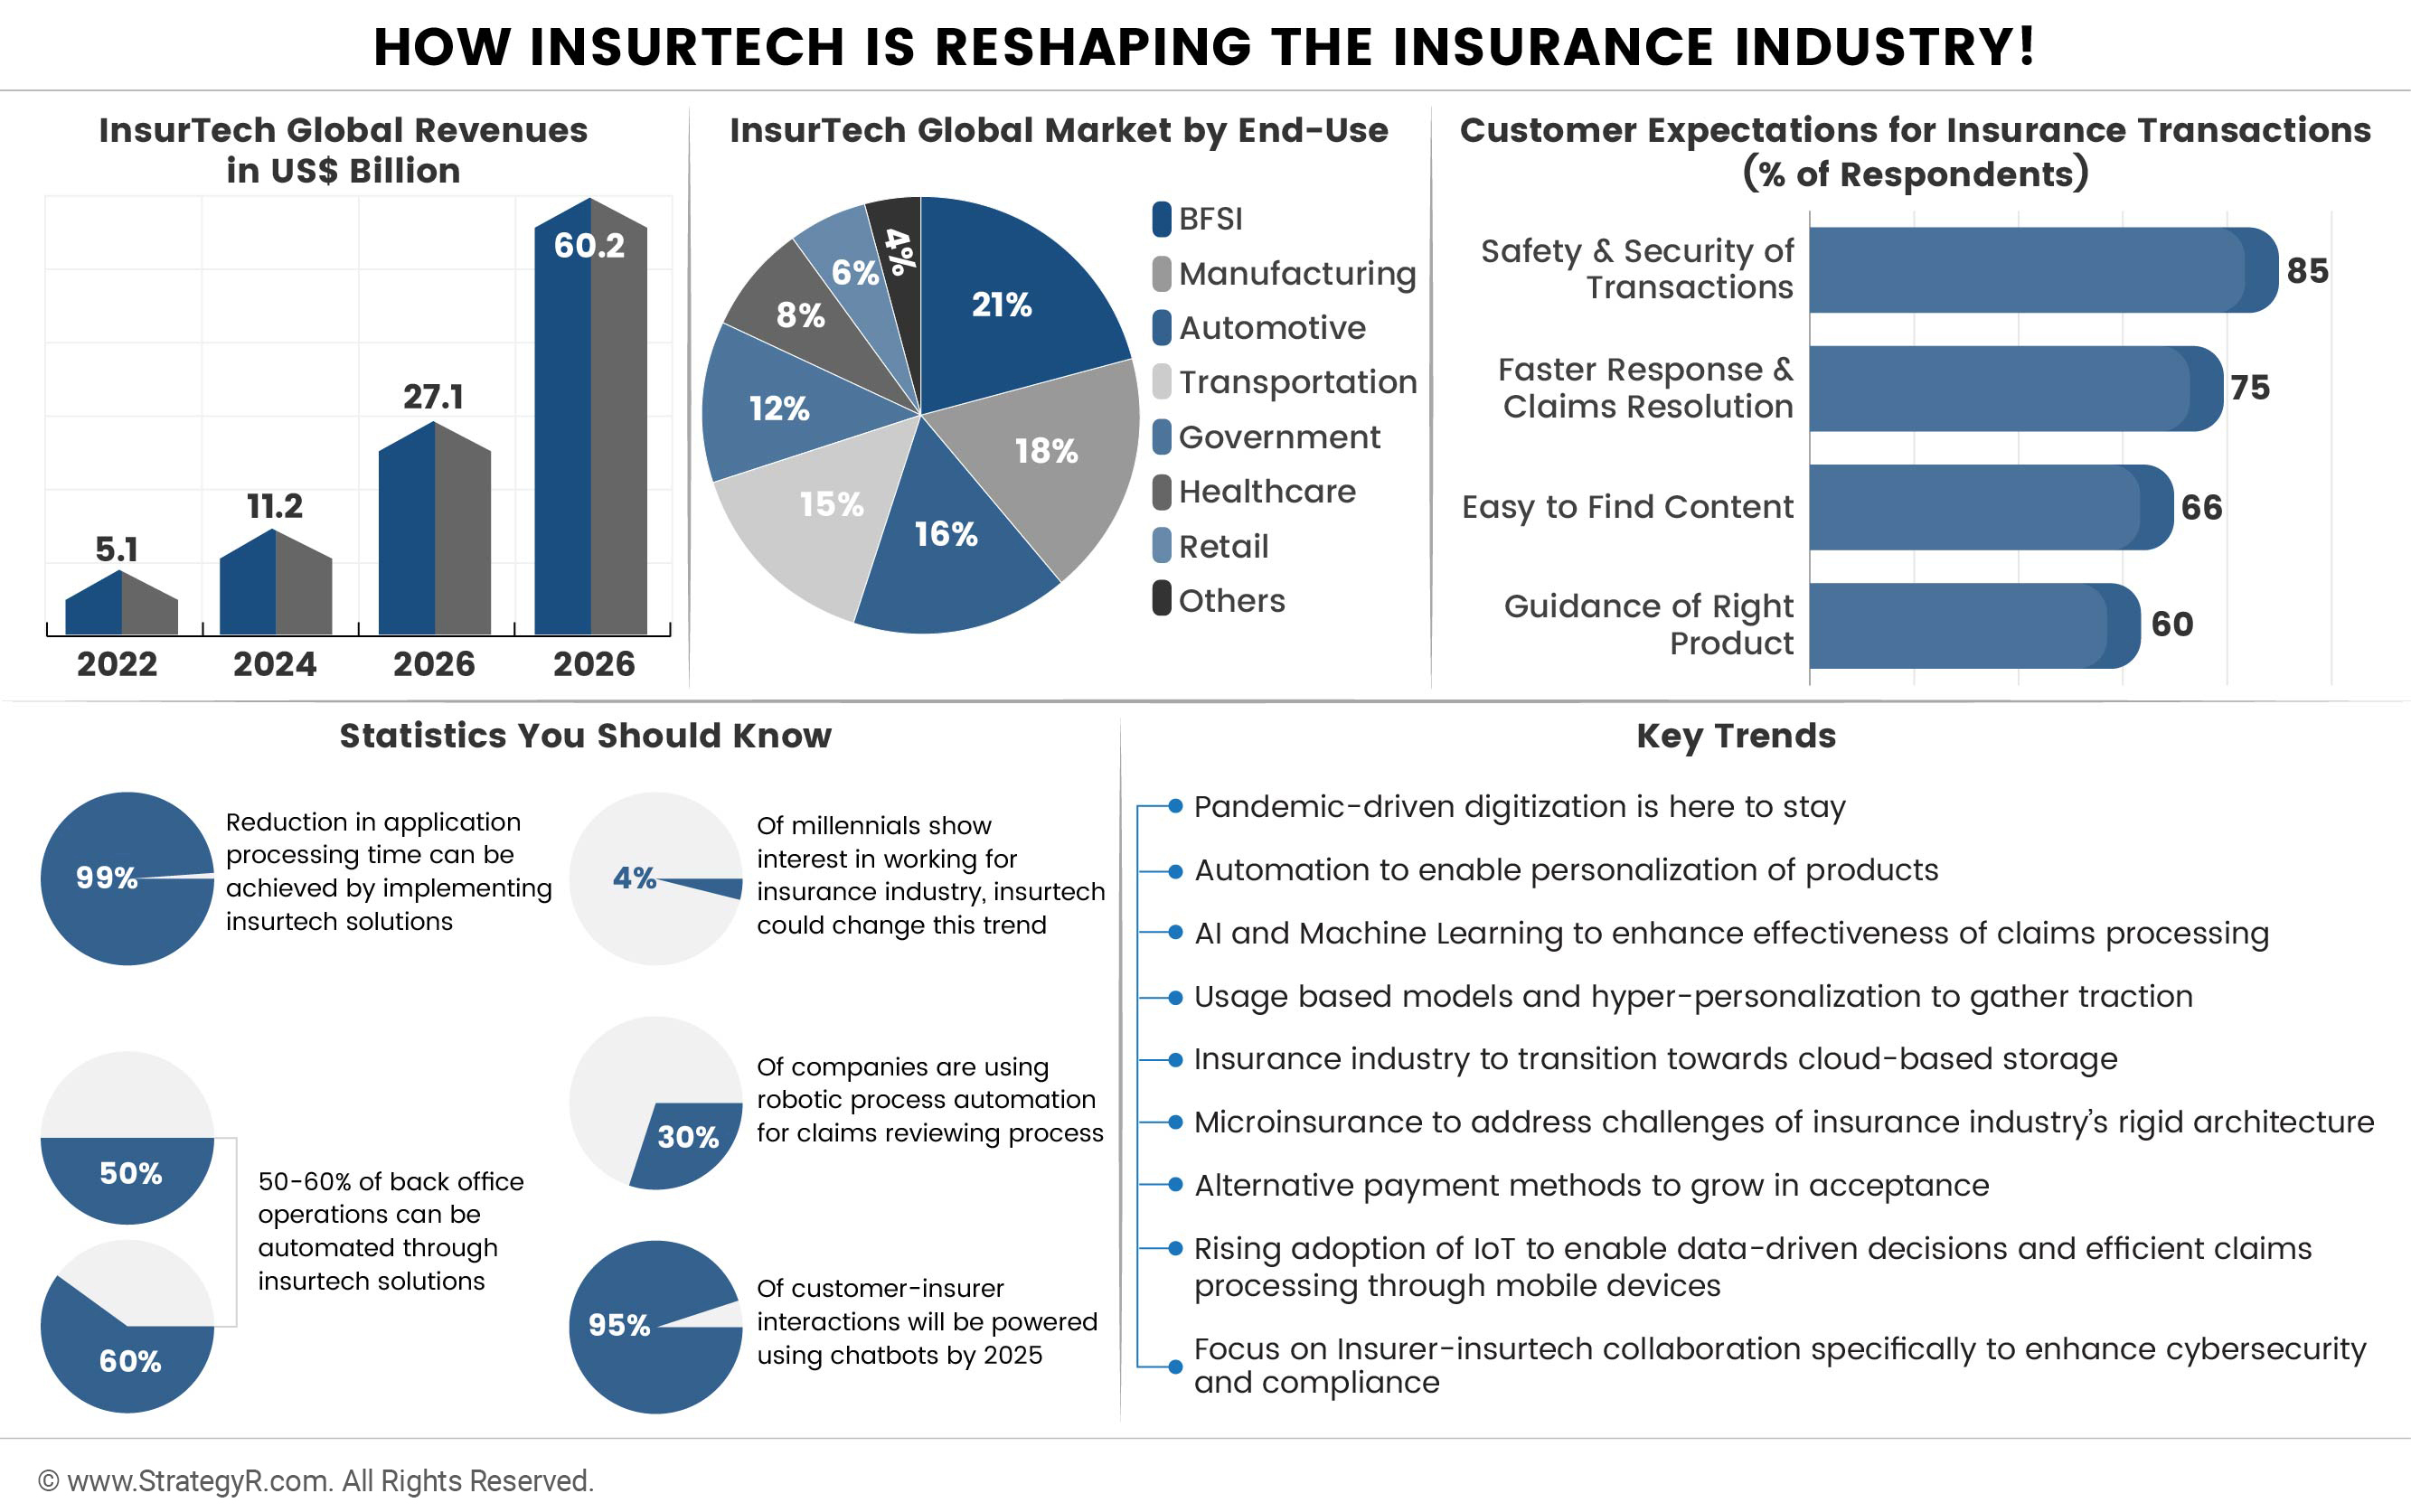 HOW INSURTECH IS RESHAPING THE INSURANCE INDUSTRY!
InsurTech Global Revenues
in US$ Billion
5.1
11.2
27.1
60.2
2022
2024
2026
2026
InsurTech Global Market by End-Use
21%
18%
16%
15%
12%
8%
6%
4%
BFSI
Manufacturing
Automotive
Transportation
Government
Healthcare
Retail
Others
Customer Expectations for Insurance Transactions
(% of Respondents)
Safety & Security of
Transactions
85
Faster Response &
Claims Resolution
75
Easy to Find Content
66
Guidance of Right
Product
60
Statistics You Should Know
99%
Reduction in application
processing time can be
achieved by implementing
insurtech solutions
50%
60%
50-60% of back office
operations can be
automated through
insurtech solutions
4%
Of millennials show
interest in working for
insurance industry, insurtech
could change this trend
30%
Of companies are using
robotic process automation
for claims reviewing process
95%
Of customer-insurer
interactions will be powered
using chatbots by 2025
Key Trends
Pandemic-driven digitization is here to stay
Automation to enable personalization of products
AI and Machine Learning to enhance effectiveness of claims processing
Usage based models and hyper-personalization to gather traction
Insurance industry to transition towards cloud-based storage
Microinsurance to address challenges of insurance industry’s rigid architecture
Alternative payment methods to grow in acceptance
Rising adoption of IoT to enable data-driven decisions and efficient claims
processing through mobile devices
Focus on Insurer-insurtech collaboration specifically to enhance cybersecurity
and compliance
© www.StrategyR.com. All Rights Reserved.